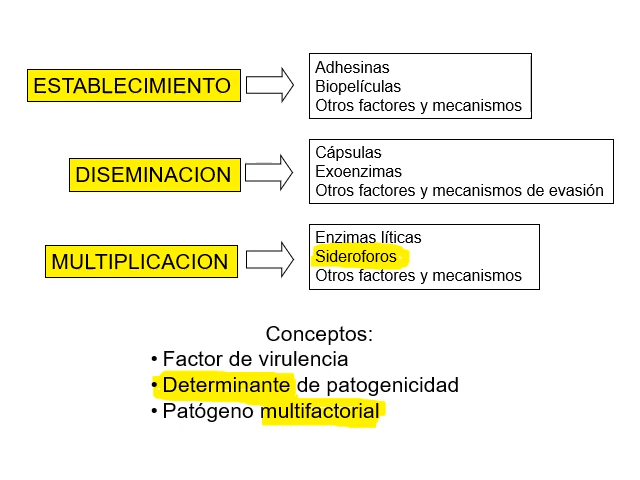 ESTABLECIMIENTO
Adhesinas
Biopelículas
Otros factores y mecanismos
DISEMINACION
Cápsulas
Exoenzimas
Otros factores y mecanismos de evasión
MULTIPLICACION
Enzimas líticas
Sideroforos
Otros factores y mecanismos
Conceptos:
• Factor de virulencia
• Determinante de patogenicidad
• Patógeno multifactorial